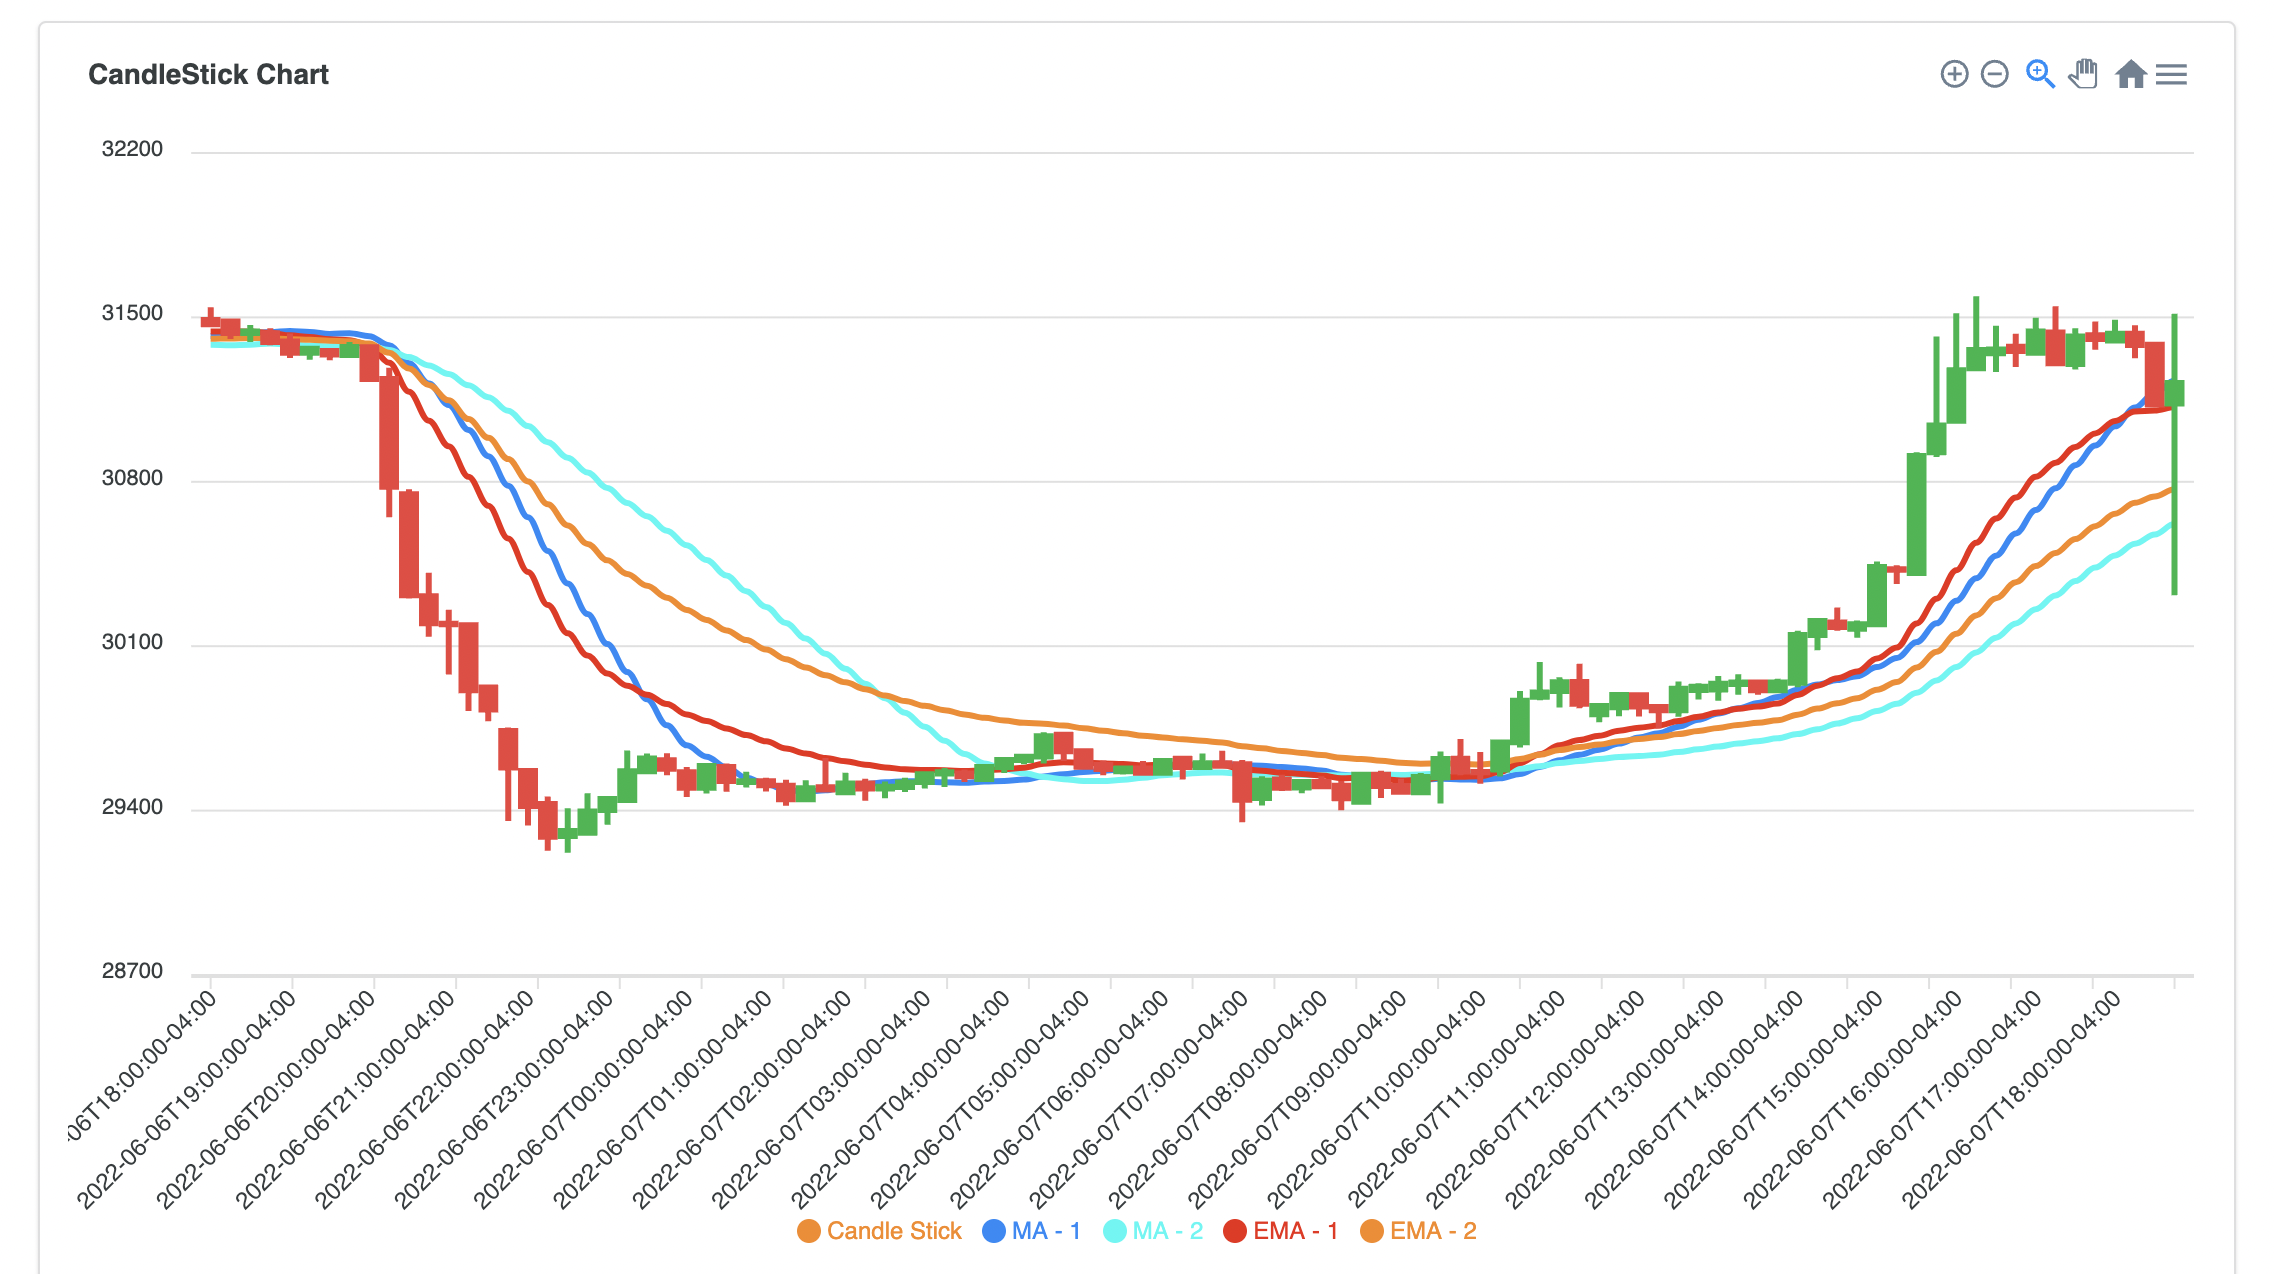 CandleStick Chart
32200
31500
30800
30100
29400
28700
06T18:00:00-04:00
2022-06-06T19:00:00-04:00
2022-06-06T20:00:00-04:00
2022-06-06T21:00:00-04:00
2022-06-06T22:00:00-04:00
2022-06-06T23:00:00-04:00
2022-06-07T00:00:00-04:00
2022-06-07T01:00:00-04:00
2022-06-07T02:00:00-04:00
2022-06-07T03:00:00-04:00
2022-06-07T04:00:00-04:00
2022-06-07T05:00:00-04:00
2022-06-07T06:00:00-04:00
2022-06-07T07:00:00-04:00
2022-06-07T08:00:00-04:00
2022-06-07T09:00:00-04:00
2022-06-07T10:00:00-04:00
2022-06-07T11:00:00-04:00
2022-06-07T12:00:00-04:00
2022-06-07T13:00:00-04:00
2022-06-07T14:00:00-04:00
2022-06-07T15:00:00-04:00
2022-06-07T16:00:00-04:00
2022-06-07T17:00:00-04:00
2022-06-07T18:00:00-04:00
Candle Stick MA - 1 MA - 2 EMA - 1 EMA - 2